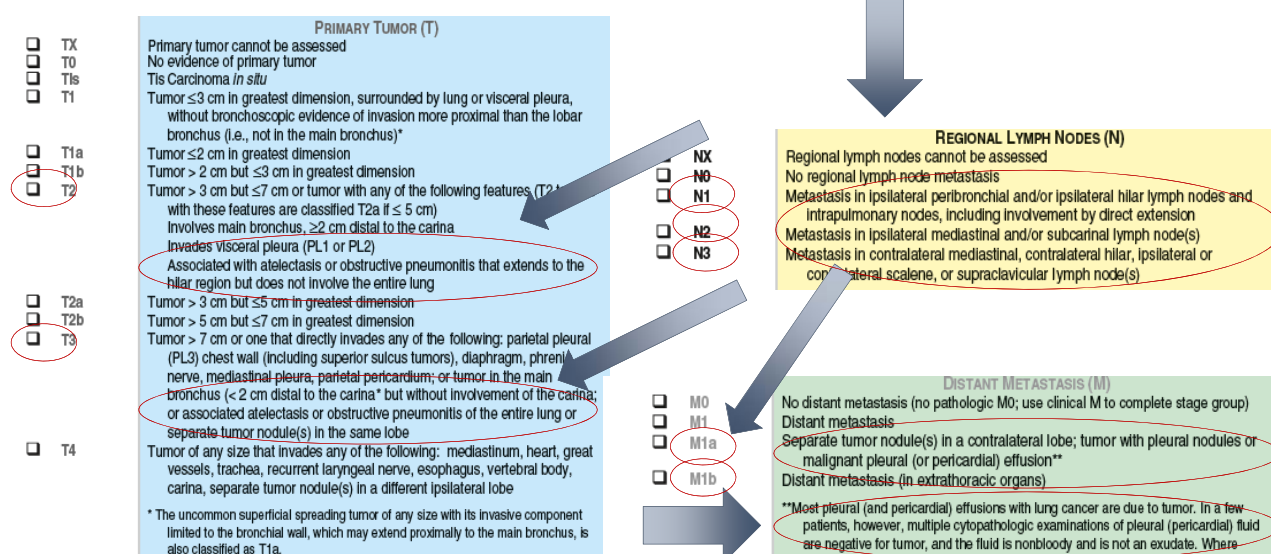 PRIMARY TUMOR (T)
TX Primary tumor cannot be assessed
T0 No evidence of primary tumor
Tis Tis Carcinoma in situ
T1 Tumor ≤3 cm in greatest dimension, surrounded by lung or visceral pleura,
without bronchoscopic evidence of invasion more proximal than the lobar
bronchus (i.e., not in the main bronchus)*
T1a Tumor ≤2 cm in greatest dimension
T1b Tumor > 2 cm but ≤3 cm in greatest dimension
T2 Tumor > 3 cm but ≤7 cm or tumor with any of the following features (T2
with these features are classified T2a if ≤ 5 cm)
Involves main bronchus, ≥2 cm distal to the carina
Invades visceral pleura (PL1 or PL2)
Associated with atelectasis or obstructive pneumonitis that extends to the
hilar region but does not involve the entire lung
T2a Tumor > 3 cm but ≤5 cm in greatest dimension
T2b Tumor > 5 cm but ≤7 cm in greatest dimension
T3 Tumor > 7 cm or one that directly invades any of the following: parietal pleural
(PL3) chest wall (including superior sulcus tumors), diaphragm,
nerve, mediastinal pleura, parietal pericardium; or tumor in the main
bronchus (< 2 cm distal to the carina* but without involvement of the carina;
or associated atelectasis or obstructive pneumonitis of the entire lung or
separate tumor nodule(s) in the same lobe
T4 Tumor of any size that invades any of the following: mediastinum, heart, great
vessels, trachea, recurrent laryngeal nerve, esophagus, vertebral body,
carina, separate tumor nodule(s) in a different ipsilateral lobe
* The uncommon superficial spreading tumor of any size with its invasive component
limited to the bronchial wall, which may extend proximally to the main bronchus, is
also classified as T1a.
REGIONAL LYMPH NODES (N)
NX Regional lymph nodes cannot be assessed
N0 No regional lymph node metastasis
N1 Metastasis in ipsilateral peribronchial and/or ipsilateral hilar lymph nodes and
intrapulmonary nodes, including involvement by direct extension
N2 Metastasis in ipsilateral mediastinal and/or subcarinal lymph node(s)
N3 Metastasis in contralateral mediastinal, contralateral hilar, ipsilateral or
contralateral scalene, or supraclavicular lymph node(s)
DISTANT METASTASIS (M)
M0 No distant metastasis (no pathologic M0; use clinical M to complete stage group)
M1 Distant metastasis
M1a Separate tumor nodule(s) in a contralateral lobe; tumor with pleural nodules or
malignant pleural (or pericardial) effusion**
M1b Distant metastasis (in extrathoracic organs)
**Most pleural (and pericardial) effusions with lung cancer are due to tumor. In a few
patients, however, multiple cytopathologic examinations of pleural (pericardial) fluid
are negative for tumor, and the fluid is nonbloody and is not an exudate. Where